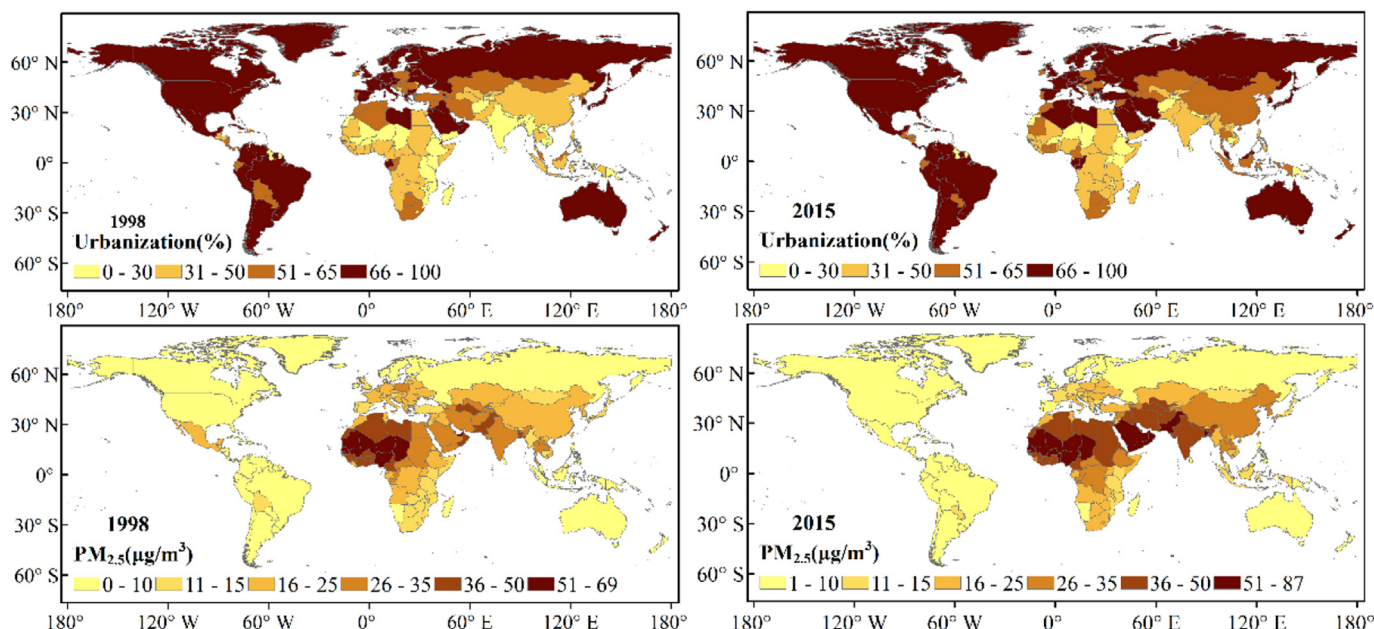 60° N
30° N
0°
30° S
60° S
1998
Urbanization(%)
0 - 30 31 - 50 51 - 65 66 - 100
180° 120° W 60° W 0° 60° E 120° E 180°
60° N
30° N
0°
30° S
60° S
2015
Urbanization(%)
0 - 30 31 - 50 51 - 65 66 - 100
180° 120° W 60° W 0° 60° E 120° E 180°
60° N
30° N
0°
30° S
60° S
1998
PM2.5(µg/m³)
0 - 10 11 - 15 16 - 25 26 - 35 36 - 50 51 - 69
180° 120° W 60° W 0° 60° E 120° E 180°
60° N
30° N
0°
30° S
60° S
2015
PM2.5(µg/m³)
1 - 10 11 - 15 16 - 25 26 - 35 36 - 50 51 - 87
180° 120° W 60° W 0° 60° E 120° E 180°